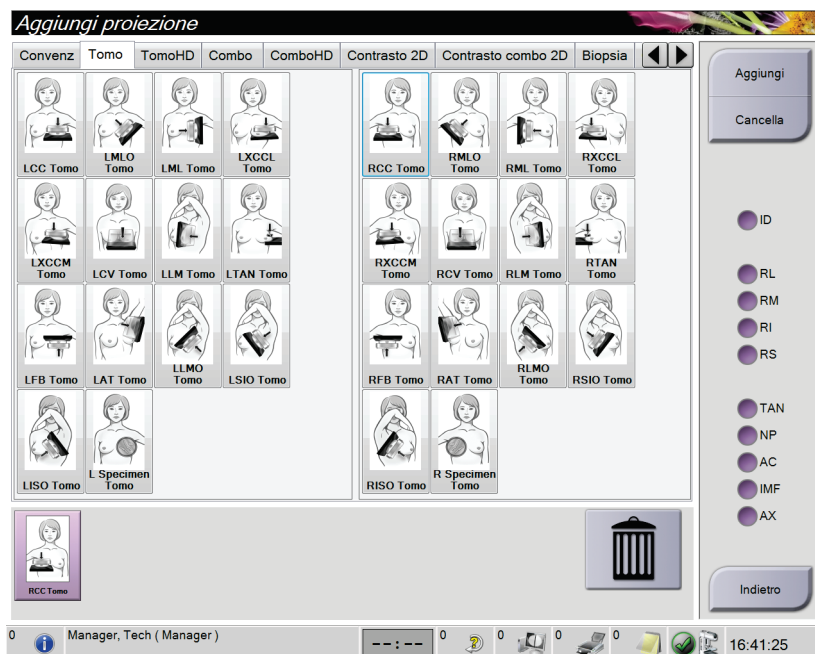 Aggiungi proiezione
Convenz Tomo TomoHD Combo ComboHD Contrasto 2D Contrasto combo 2D Biopsia
LCC Tomo
LMLO
Tomo
LML Tomo
LXCCL
Tomo
RCC Tomo
RMLO
Tomo
RML Tomo
RXCCL
Tomo
LXCCM
Tomo
LCV Tomo
LLM Tomo
LTAN Tomo
RXCCM
Tomo
RCV Tomo
RLM Tomo
RTAN
Tomo
LFB Tomo
LAT Tomo
LLMO
Tomo
LSIO Tomo
RFB Tomo
RAT Tomo
RLMO
Tomo
RSIO Tomo
LISO Tomo
L Specimen
Tomo
RISO Tomo
R Specimen
Tomo
RCC Tomo
Aggiungi
Cancella
ID
RL
RM
RI
RS
TAN
NP
AC
IMF
AX
Indietro
0 Manager, Tech ( Manager ) --:-- 0 0 0 0 16:41:25